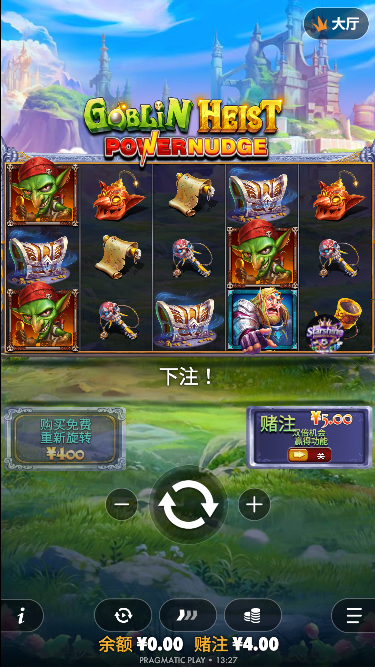 大厅
GOBLIN HEIST
POWERNUDGE
下注！
购买免费
重新旋转
¥400
赌注 ¥5.00
双倍机会
赢得功能
关
余额 ¥0.00 赌注 ¥4.00
PRAGMATIC PLAY • 13:27